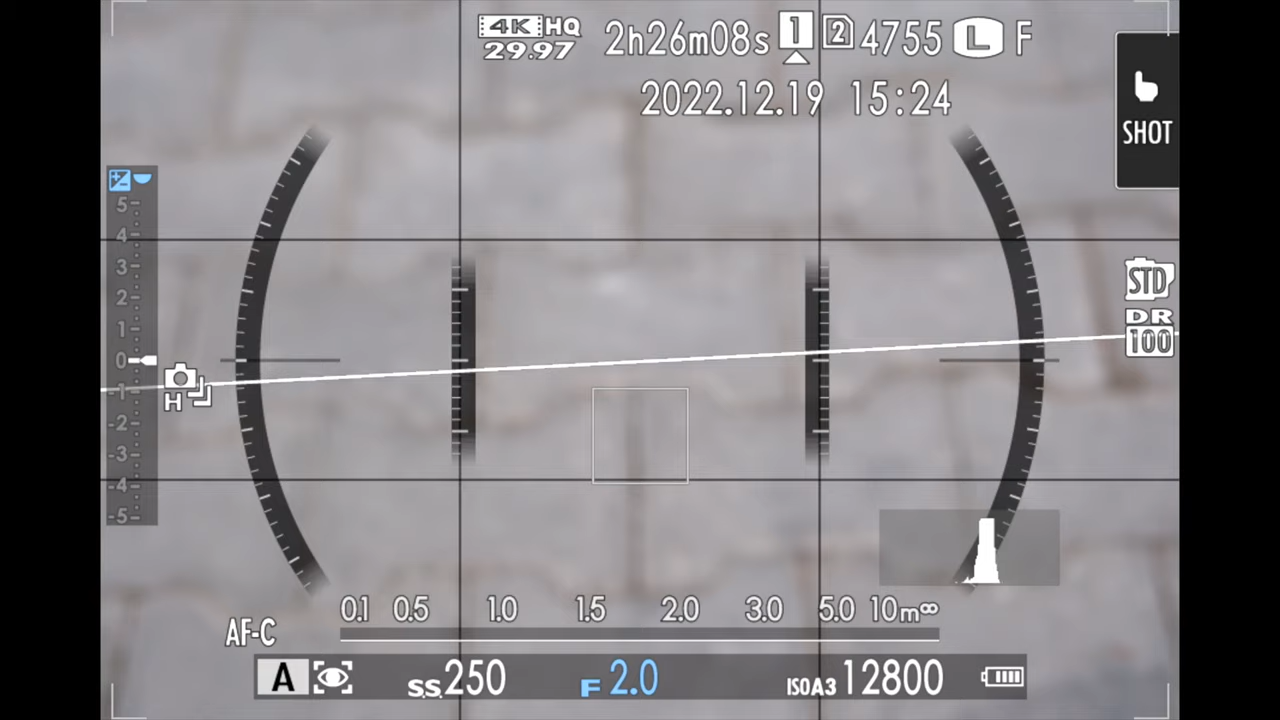 4K HQ 2h26m08s 1 2 4755 L F
29.97
2022.12.19 15:24
SHOT
5
4
3
2
1
0
-1
-2
-3
-4
-5
STD
DR
100
H
0.1 0.5 1.0 1.5 2.0 3.0 5.0 10m∞
AF-C
A S.S. 250 F 2.0 ISO A3 12800